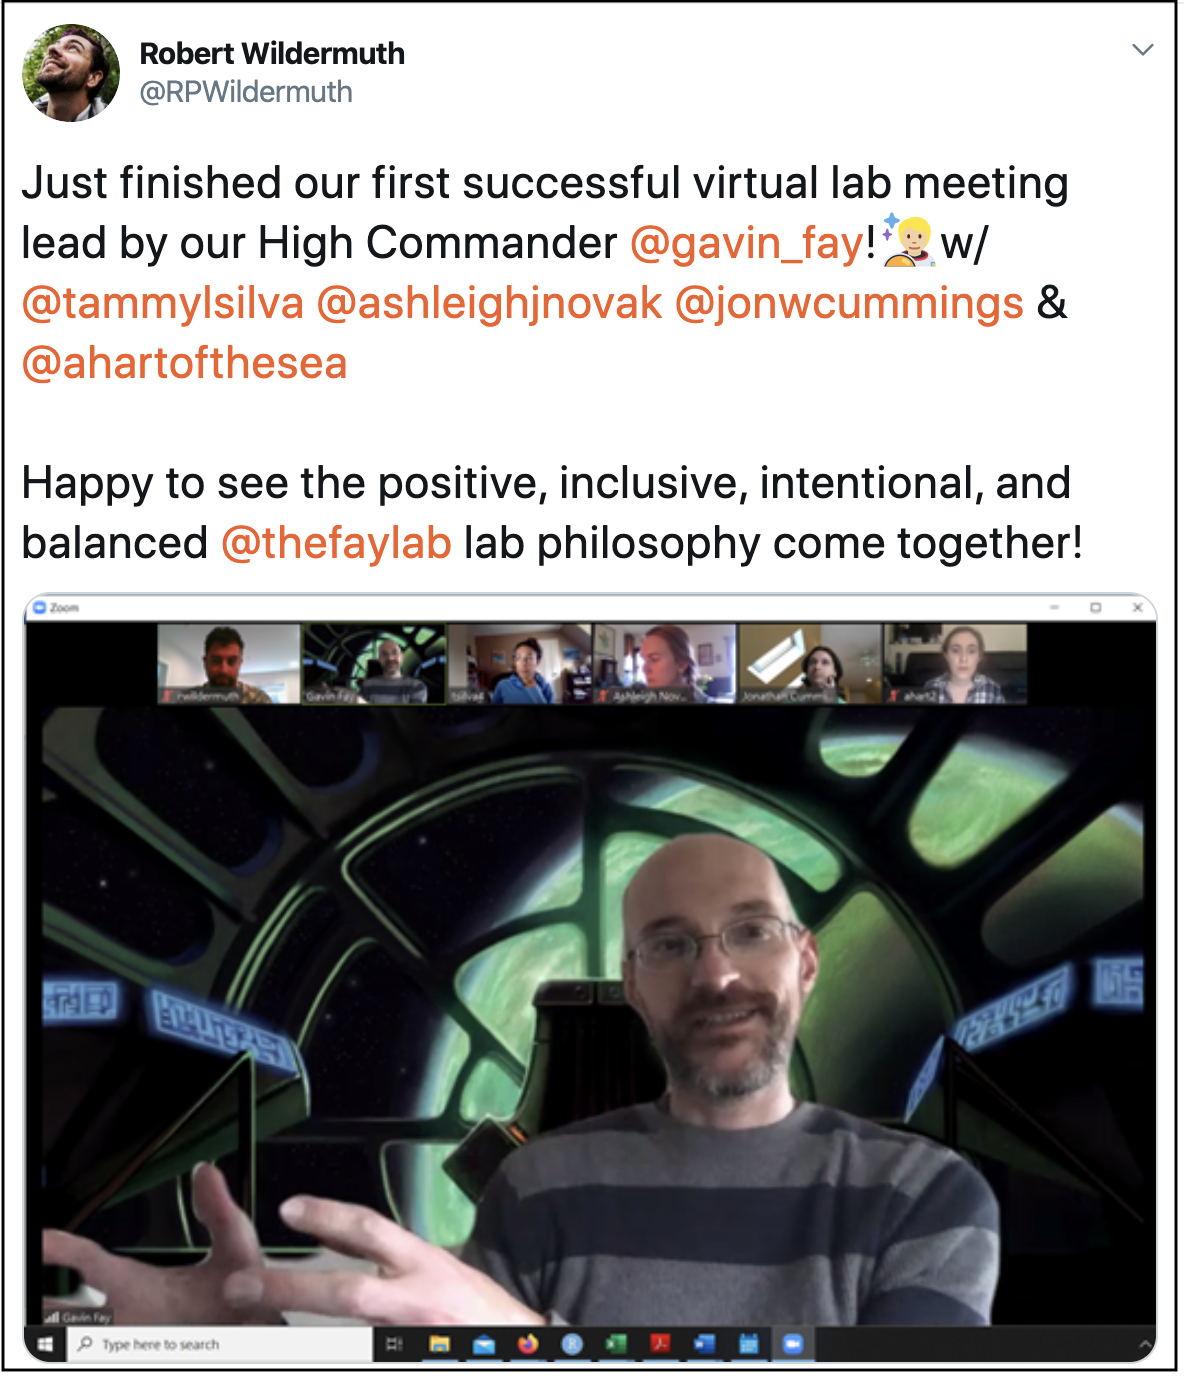 Robert Wildermuth
@RPWildermuth
Just finished our first successful virtual lab meeting
lead by our High Commander @gavin_fay! w/
@tammylsilva @ashleighjnovak @jonwcummings &
@ahartofthesea
Happy to see the positive, inclusive, intentional, and
balanced @thefaylab lab philosophy come together!
Zoom
rwildermuth Gavin Fay tsilva6 Ashleigh Nov... Jonathan Cummi... ahart2
Gavin Fay
Type here to search